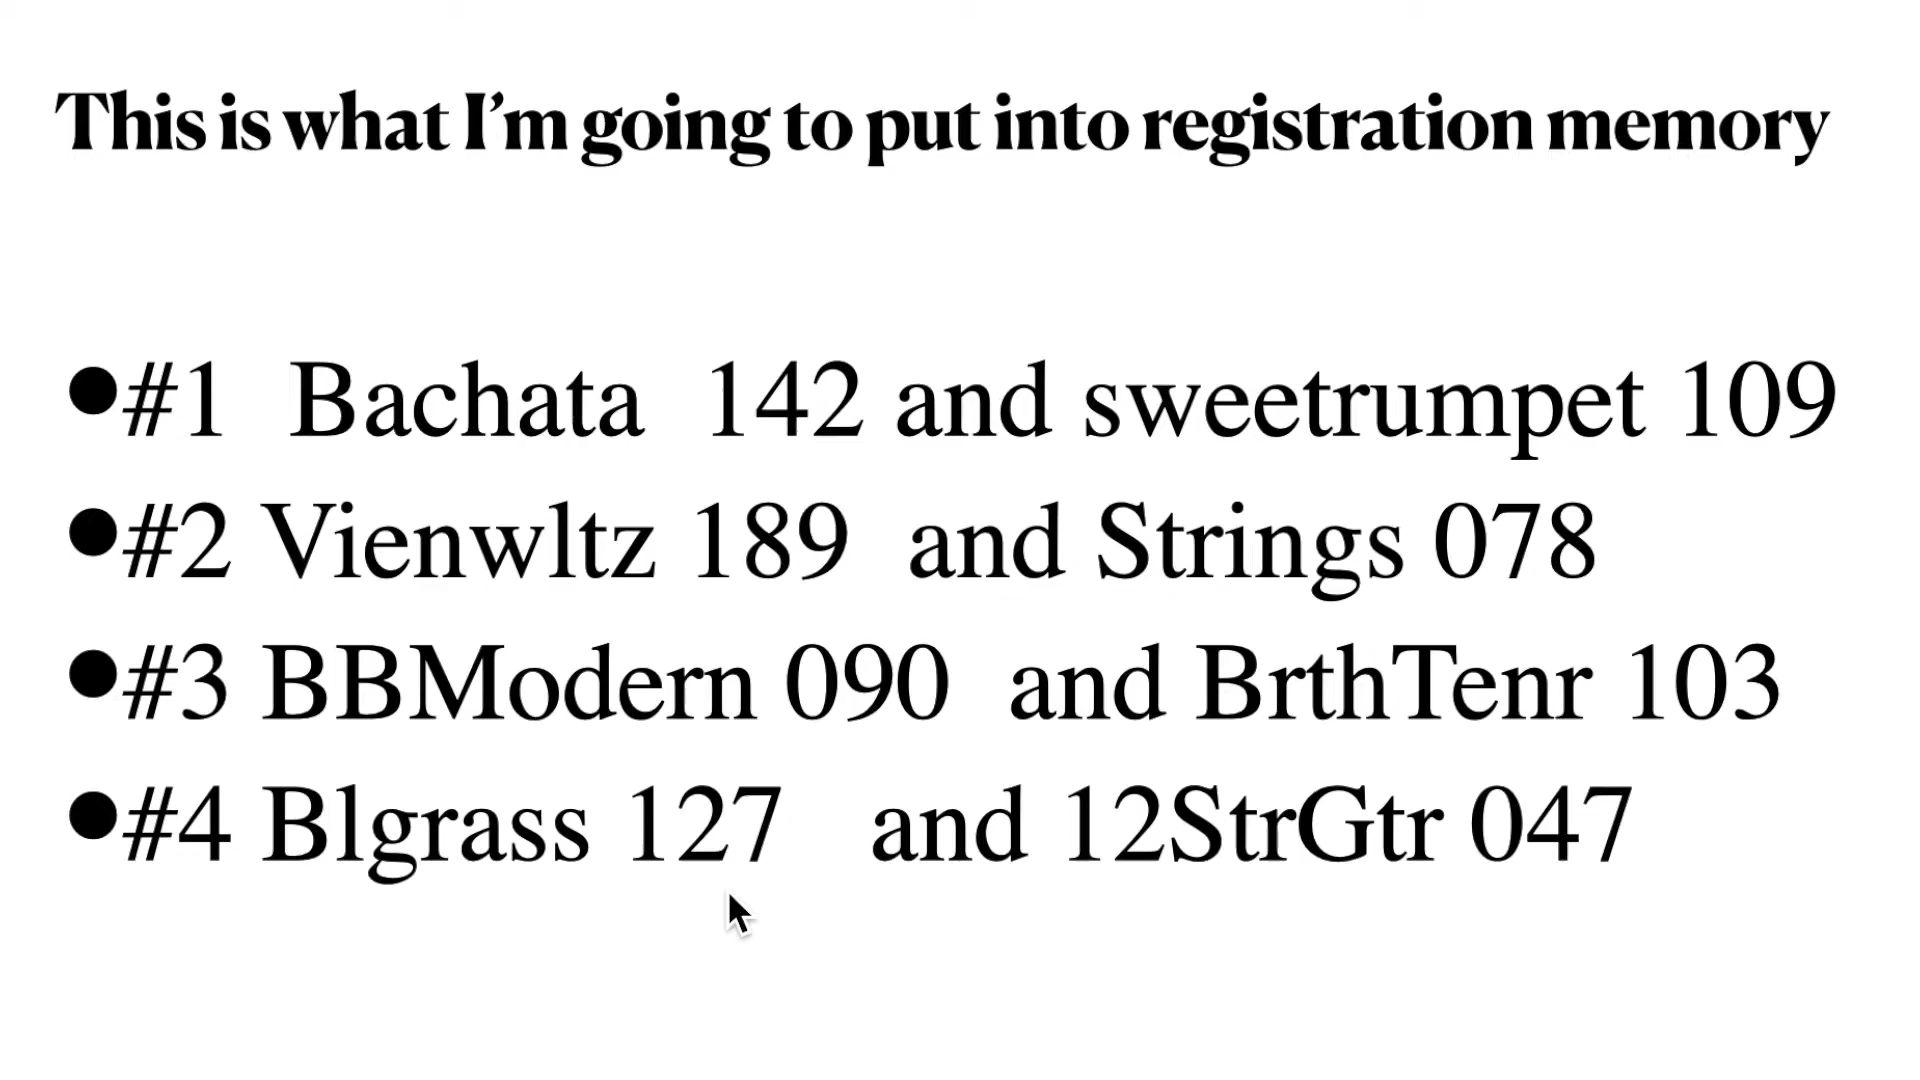 This is what I’m going to put into registration memory
•#1 Bachata 142 and sweetrumpet 109
•#2 Vienwltz 189 and Strings 078
•#3 BBModern 090 and BrthTenr 103
•#4 Blgrass 127 and 12StrGtr 047